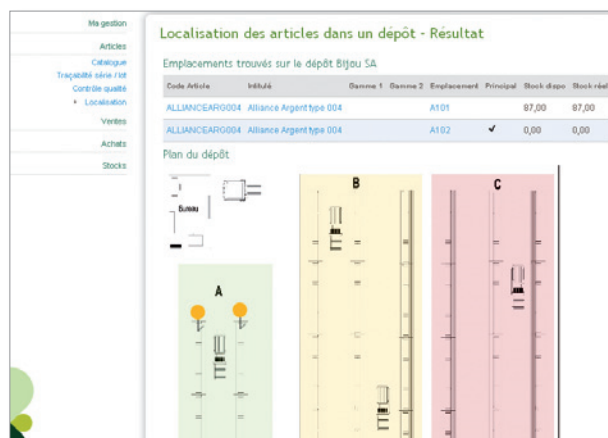 Ma gestion
Articles
Catalogue
Traçabilité série / lot
Contrôle qualité
Localisation
Ventes
Achats
Stocks
Localisation des articles dans un dépôt - Résultat
Emplacements trouvés sur le dépôt Bijou SA
Code Article Intitulé Gamme 1 Gamme 2 Emplacement Principal Stock dispo Stock réel
ALLIANCEARG004 Alliance Argent type 004 A101 87,00 87,00
ALLIANCEARG004 Alliance Argent type 004 A102 ✔ 0,00 0,00
Plan du dépôt
Bureau
A
B
C